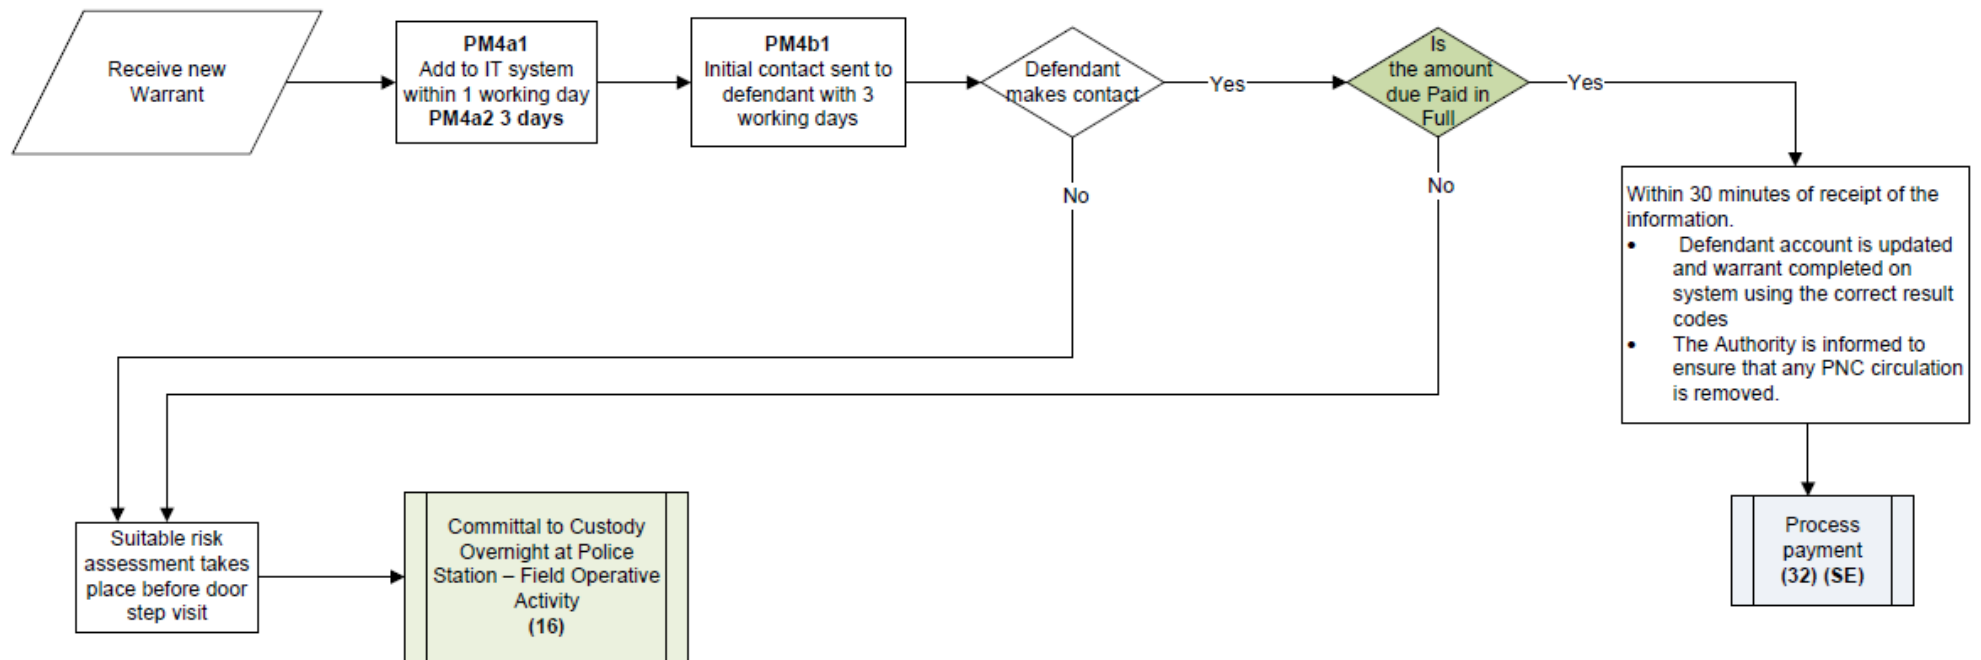 Receive new
Warrant
PM4a1
Add to IT system
within 1 working day
PM4a2 3 days
PM4b1
Initial contact sent to
defendant with 3
working days
Defendant
makes contact
Yes
Is
the amount
due Paid in
Full
Yes
No
No
Within 30 minutes of receipt of the
information.
• Defendant account is updated
and warrant completed on
system using the correct result
codes
• The Authority is informed to
ensure that any PNC circulation
is removed.
Suitable risk
assessment takes
place before door
step visit
Committal to Custody
Overnight at Police
Station – Field Operative
Activity
(16)
Process
payment
(32) (SE)